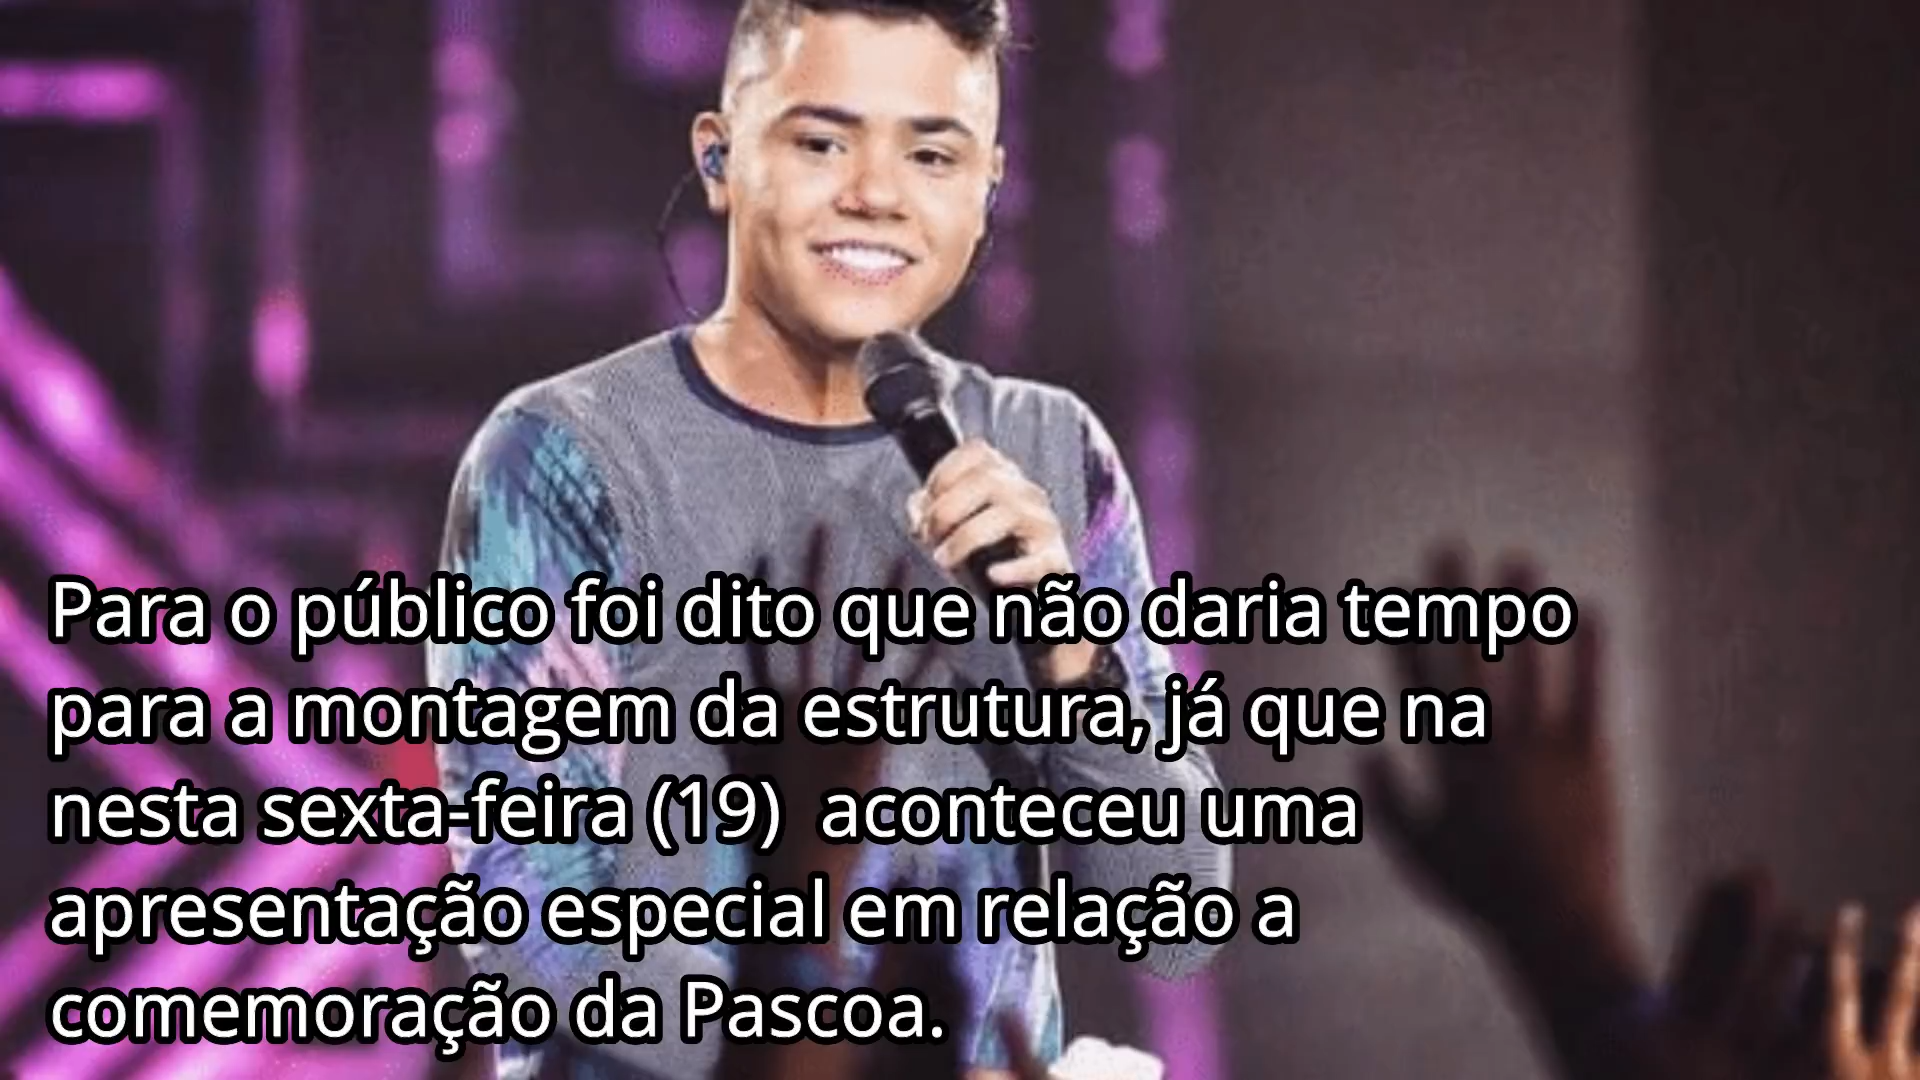 Para o público foi dito que não daria tempo
para a montagem da estrutura, já que na
nesta sexta-feira (19)  aconteceu uma
apresentação especial em relação a
comemoração da Pascoa.